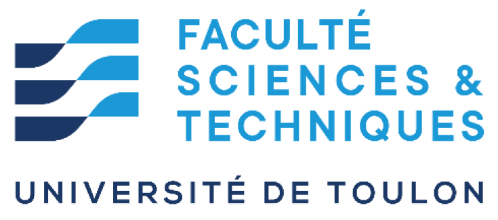 FACULTÉ
SCIENCES &
TECHNIQUES
UNIVERSITÉ DE TOULON